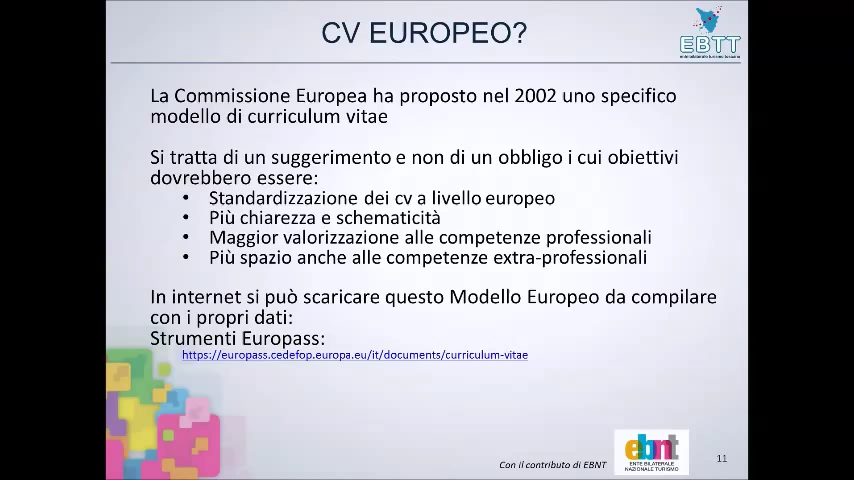 CV EUROPEO?
EBTT
ente bilaterale turismo toscano
La Commissione Europea ha proposto nel 2002 uno specifico
modello di curriculum vitae
Si tratta di un suggerimento e non di un obbligo i cui obiettivi
dovrebbero essere:
• Standardizzazione dei cv a livello europeo
• Più chiarezza e schematicità
• Maggior valorizzazione alle competenze professionali
• Più spazio anche alle competenze extra-professionali
In internet si può scaricare questo Modello Europeo da compilare
con i propri dati:
Strumenti Europass:
https://europass.cedefop.europa.eu/it/documents/curriculum-vitae
Con il contributo di EBNT
ebnt
ENTE BILATERALE
NAZIONALE TURISMO
11